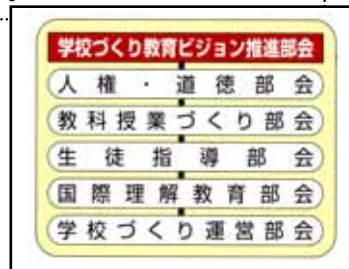 学校づくり教育ビジョン推進部会
人権・道徳部会
教科授業づくり部会
生徒指導部会
国際理解教育部会
学校づくり運営部会